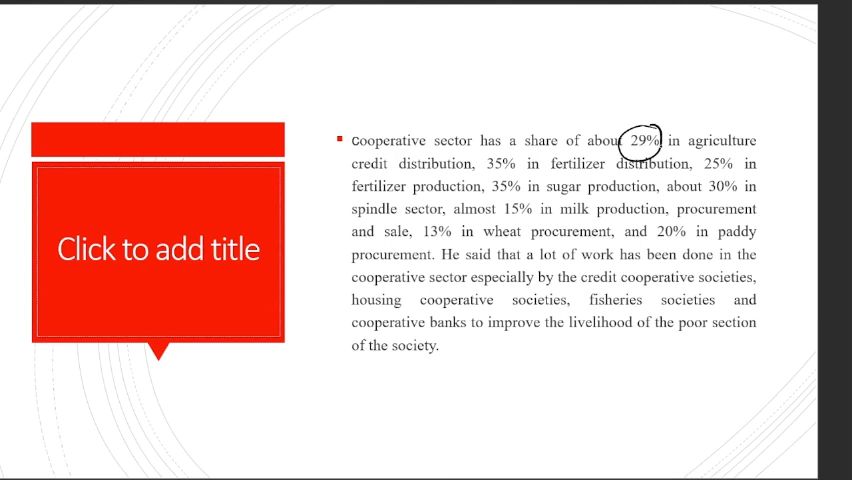 Click to add title
Cooperative sector has a share of about 29% in agriculture
credit distribution, 35% in fertilizer distribution, 25% in
fertilizer production, 35% in sugar production, about 30% in
spindle sector, almost 15% in milk production, procurement
and sale, 13% in wheat procurement, and 20% in paddy
procurement. He said that a lot of work has been done in the
cooperative sector especially by the credit cooperative societies,
housing cooperative societies, fisheries societies and
cooperative banks to improve the livelihood of the poor section
of the society.